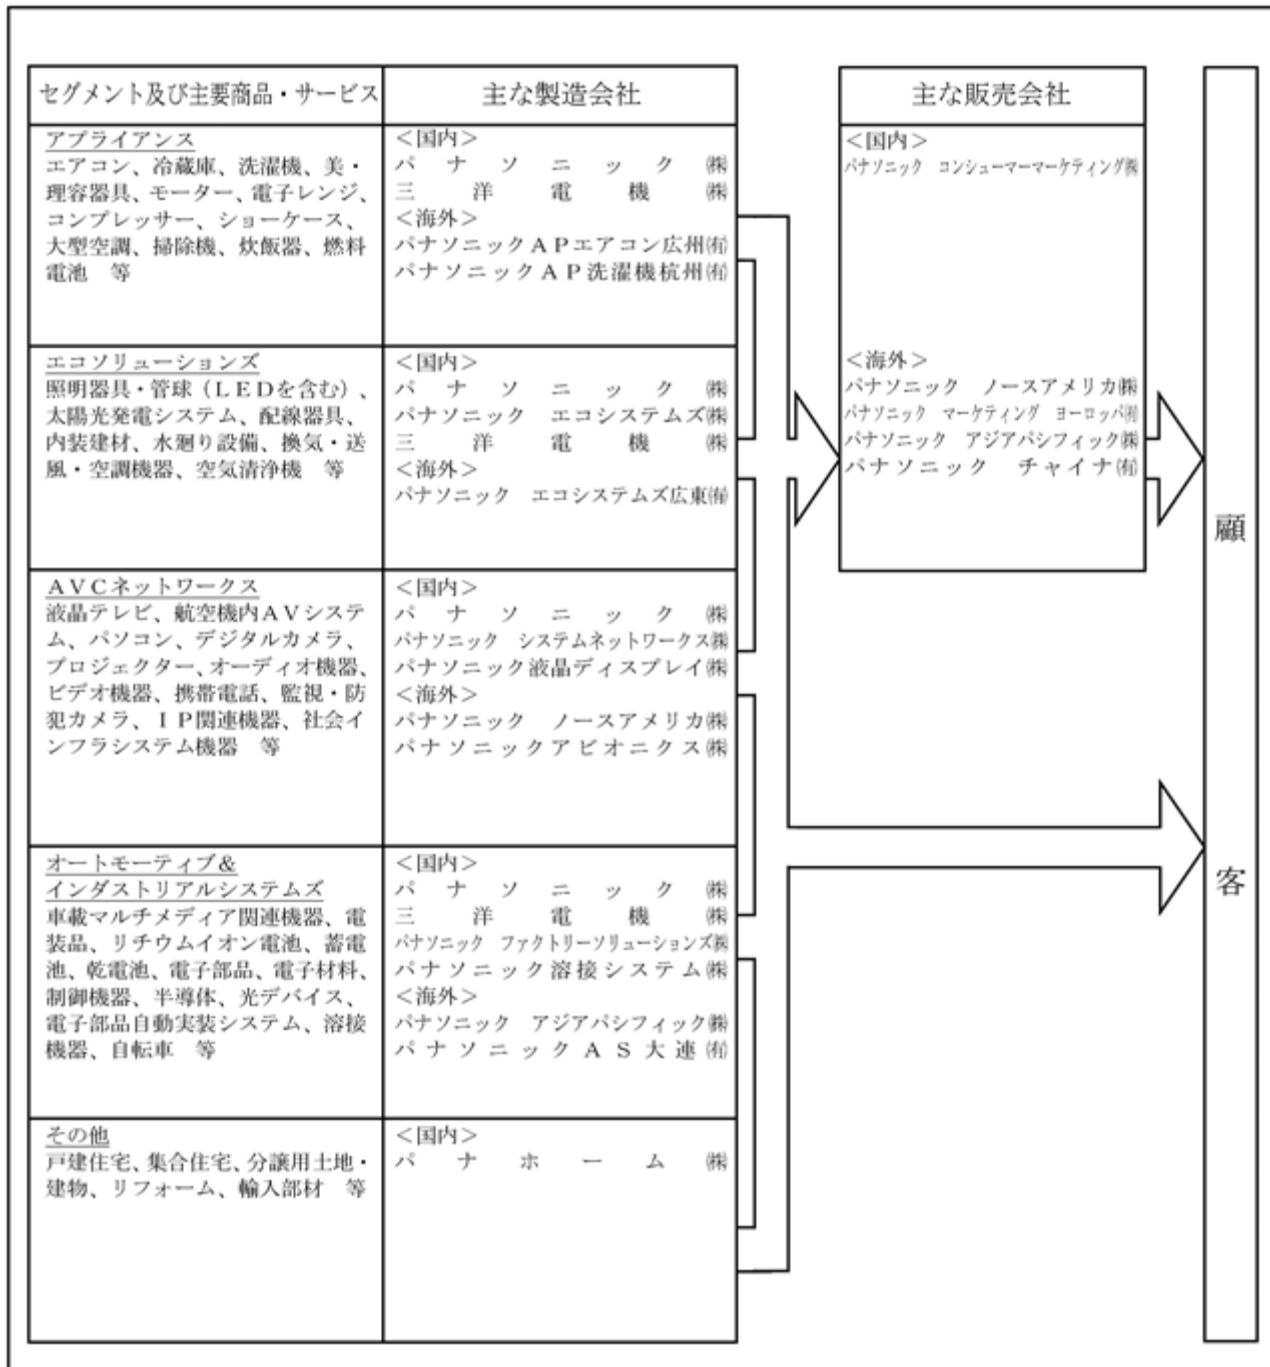 セグメント及び主要商品・サービス
主な製造会社
アプライアンス
エアコン、冷蔵庫、洗濯機、美・
理容器具、モーター、電子レンジ、
コンプレッサー、ショーケース、
大型空調、掃除機、炊飯器、燃料
電池　等
＜国内＞
パナソニック㈱
三洋電機㈱
＜海外＞
パナソニックＡＰエアコン広州㈲
パナソニックＡＰ洗濯機杭州㈲
エコソリューションズ
照明器具・管球（ＬＥＤを含む）、
太陽光発電システム、配線器具、
内装建材、水廻り設備、換気・送
風・空調機器、空気清浄機　等
＜国内＞
パナソニック㈱
パナソニック　エコシステムズ㈱
三洋電機㈱
＜海外＞
パナソニック　エコシステムズ広東㈲
ＡＶＣネットワークス
液晶テレビ、航空機内ＡＶシステ
ム、パソコン、デジタルカメラ、
プロジェクター、オーディオ機器、
ビデオ機器、携帯電話、監視・防
犯カメラ、ＩＰ関連機器、社会イ
ンフラシステム機器　等
＜国内＞
パナソニック㈱
パナソニック　システムネットワークス㈱
パナソニック液晶ディスプレイ㈱
＜海外＞
パナソニック　ノースアメリカ㈱
パナソニックアビオニクス㈱
オートモーティブ＆
インダストリアルシステムズ
車載マルチメディア関連機器、電
装品、リチウムイオン電池、蓄電
池、乾電池、電子部品、電子材料、
制御機器、半導体、光デバイス、
電子部品自動実装システム、溶接
機器、自転車　等
＜国内＞
パナソニック㈱
三洋電機㈱
パナソニック　ファクトリーソリューションズ㈱
パナソニック溶接システム㈱
＜海外＞
パナソニック　アジアパシフィック㈱
パナソニックＡＳ大連㈲
その他
戸建住宅、集合住宅、分譲用土地・
建物、リフォーム、輸入部材　等
＜国内＞
パナホーム㈱
主な販売会社
＜国内＞
パナソニック　コンシューマーマーケティング㈱
＜海外＞
パナソニック　ノースアメリカ㈱
パナソニック　マーケティング　ヨーロッパ㈲
パナソニック　アジアパシフィック㈱
パナソニック　チャイナ㈲
顧
客